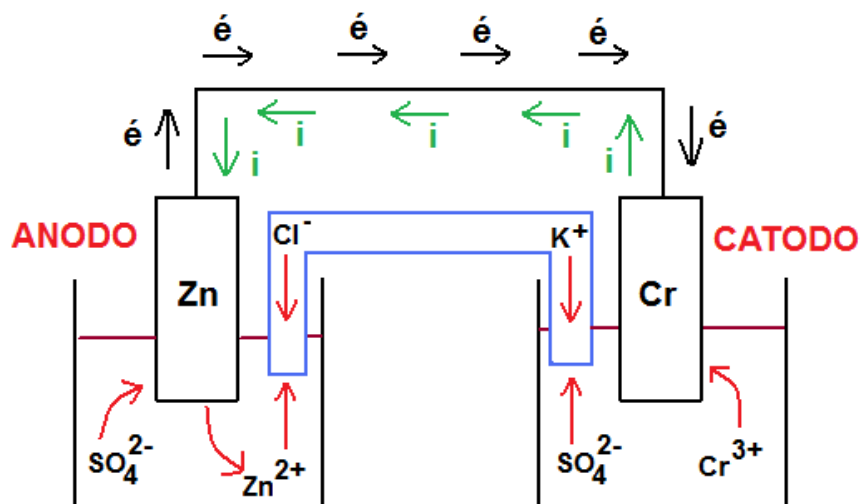 é é é é
é é
i i i
i i
ANODO Cl⁻ K⁺ CATODO
Zn Cr
SO₄²⁻ Zn²⁺ SO₄²⁻ Cr³⁺